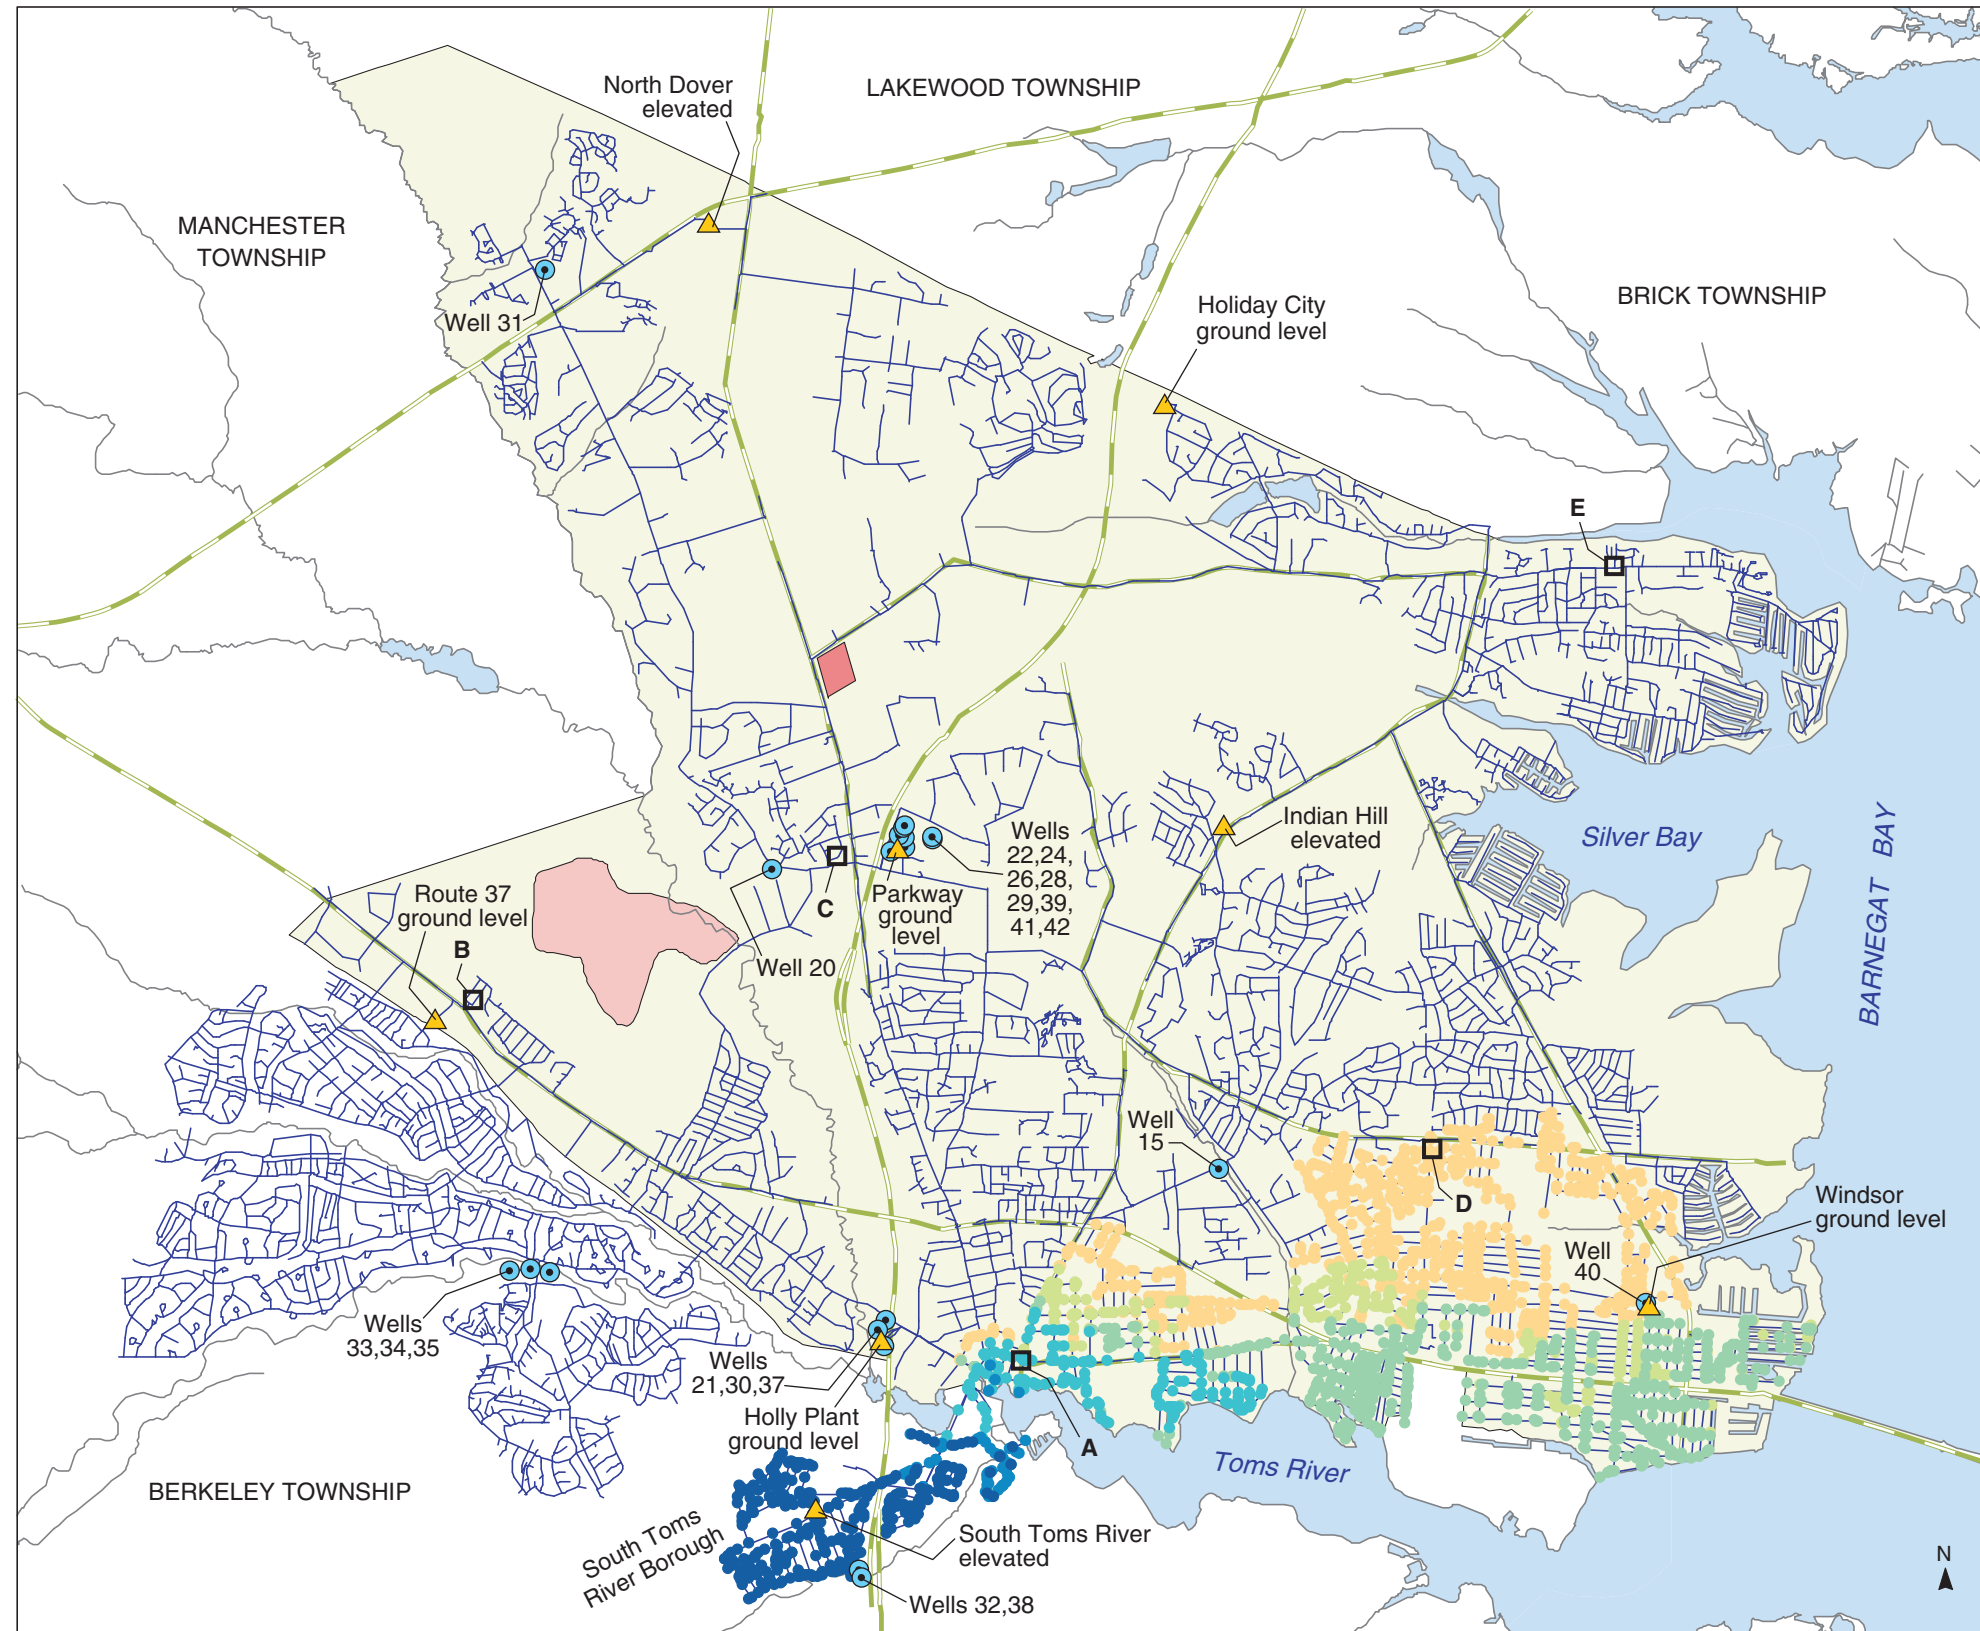 North Dover
elevated
LAKEWOOD TOWNSHIP
MANCHESTER
TOWNSHIP
Well 31
Holiday City
ground level
BRICK TOWNSHIP
E
Indian Hill
elevated
Silver Bay
BARNEGAT BAY
Wells
22,24,
26,28,
29,39,
41,42
Parkway
ground
level
C
Well 20
Route 37
ground level
B
Well
15
D
Windsor
ground level
Well
40
Wells
33,34,35
Wells
21,30,37
Holly Plant
ground level
A
Toms River
BERKELEY TOWNSHIP
South Toms
River Borough
South Toms River
elevated
Wells 32,38
N